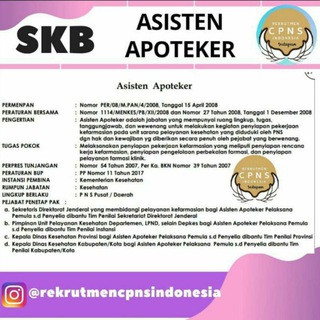 SKB
ASISTEN
APOTEKER
REKRUTMEN
CPNS
INDONESIA
Instagram
Asisten Apoteker
PERMENPAN : Nomor PER/08/M.PAN/4/2008, Tanggal 15 April 2008
PERATURAN BERSAMA : Nomor 1114/MENKES/PB/XII/2008 dan Nomor 27 Tahun 2008, Tanggal 1 Desember 2008
PENGERTIAN : Asisten Apoteker adalah jabatan yang mempunyai ruang lingkup, tugas,
tanggungjawab, dan wewenang untuk melakukan kegiatan penyiapan pekerjaan
kefarmasian pada unit sarana pelayanan kesehatan yang diduduki oleh PNS
dgn hak dan kewajiban yg diberikan secara penuh oleh pejabat yang berwenang.
TUGAS POKOK : Melaksanakan penyiapan pekerjaan kefarmasian yang meliputi penyiapan rencana
kerja kefarmasian, penyiapan pengelolaan perbekalan farmasi, dan penyiapan
pelayanan farmasi klinik.
PERPRES TUNJANGAN : Nomor 54 Tahun 2007, Per Ka. BKN Nomor 39 Tahun 2007
PERATURAN BUP : PP Nomor 11 Tahun 2017
INSTANSI PEMBINA : Kementerian Kesehatan
RUMPUN JABATAN : Kesehatan
LINGKUP BERLAKU : P N S Pusat / Daerah
PEJABAT PENETAP PAK :
a. Sekretaris Direktorat Jenderal yang membidangi pelayanan kefarmasian bagi Asisten Apoteker Pelaksana
Pemula s.d Penyelia dibantu Tim Penilai Sekretariat Direktorat Jenderal
b. Pimpinan Unit Pelayanan Kesehatan Departemen, LPND, selain Depkes bagi Asisten Apoteker Pelaksana
Pemula s.d Penyelia dibantu Tim Penilai Instansi
c. Kepala Dinas Kesehatan Provinsi bagi Asisten Apoteker Pelaksana Pemula s.d Penyelia dibantu Tim Penilai Provinsi
d. Kepala Dinas Kesehatan Kabupaten/Kota bagi Asisten Apoteker Pelaksana Pemula s.d Penyelia dibantu Tim
Penilai Kabupaten/Kota
REKRUTMEN
CPNS
INDONESIA
Instagram
@rekrutmencpnsindonesia